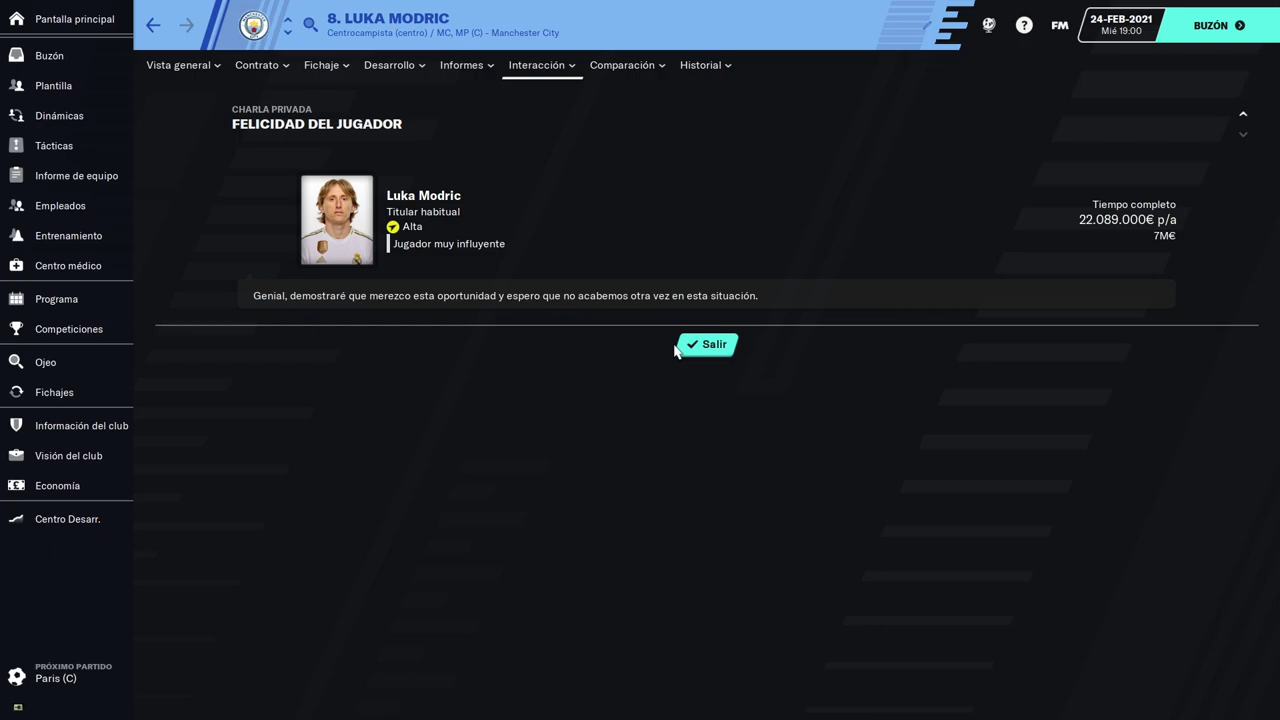 Pantalla principal
Buzón
Plantilla
Dinámicas
Tácticas
Informe de equipo
Empleados
Entrenamiento
Centro médico
Programa
Competiciones
Ojeo
Fichajes
Información del club
Visión del club
Economía
Centro Desarr.
PRÓXIMO PARTIDO
Paris (C)
8. LUKA MODRIC
Centrocampista (centro) / MC, MP (C) - Manchester City
?
FM
24-FEB-2021
Mié 19:00
BUZÓN
Vista general Contrato Fichaje Desarrollo Informes Interacción Comparación Historial
CHARLA PRIVADA
FELICIDAD DEL JUGADOR
Luka Modric
Titular habitual
Alta
Jugador muy influyente
Tiempo completo
22.089.000€ p/a
7M€
Genial, demostraré que merezco esta oportunidad y espero que no acabemos otra vez en esta situación.
Salir